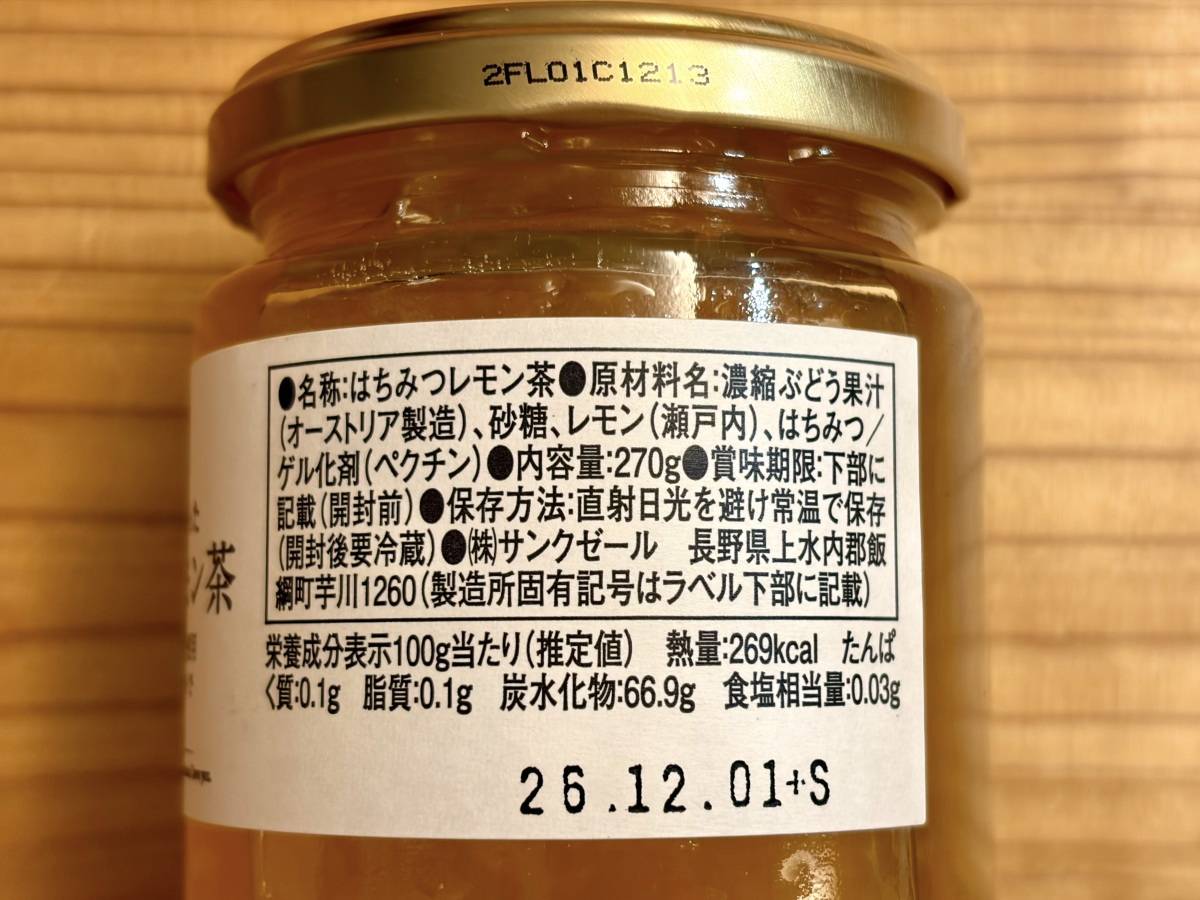 2FL01C1213
●名称:はちみつレモン茶●原材料名:濃縮ぶどう果汁
(オーストリア製造)、砂糖、レモン(瀬戸内)、はちみつ/
ゲル化剤(ペクチン)●内容量:270g●賞味期限:下部に
記載(開封前)●保存方法:直射日光を避け常温で保存
(開封後要冷蔵)●㈱サンクゼール 長野県上水内郡飯
綱町芋川1260(製造所固有記号はラベル下部に記載)
ン茶
栄養成分表示100g当たり(推定値) 熱量:269kcal たんぱ
く質:0.1g 脂質:0.1g 炭水化物:66.9g 食塩相当量:0.03g
26.12.01+S